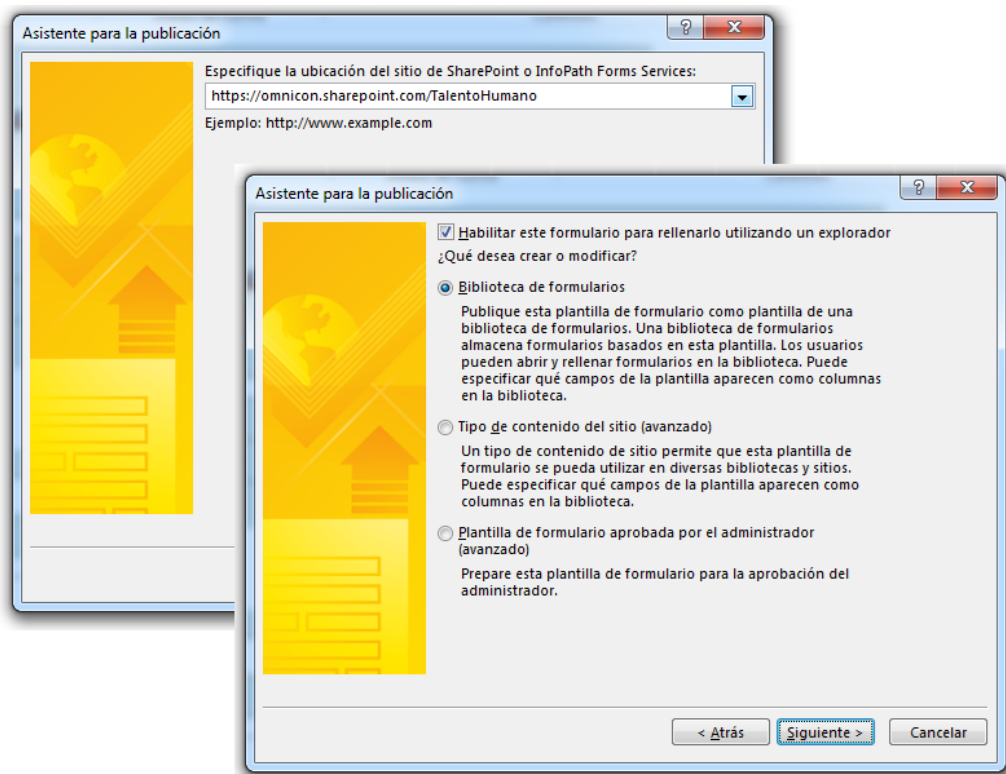 Asistente para la publicación
Especifique la ubicación del sitio de SharePoint o InfoPath Forms Services:
https://omnicon.sharepoint.com/TalentoHumano
Ejemplo: http://www.example.com
Asistente para la publicación
Habilitar este formulario para rellenarlo utilizando un explorador
¿Qué desea crear o modificar?
Biblioteca de formularios
Publique esta plantilla de formulario como plantilla de una
biblioteca de formularios. Una biblioteca de formularios
almacena formularios basados en esta plantilla. Los usuarios
pueden abrir y rellenar formularios en la biblioteca. Puede
especificar qué campos de la plantilla aparecen como columnas
en la biblioteca.
Tipo de contenido del sitio (avanzado)
Un tipo de contenido de sitio permite que esta plantilla de
formulario se pueda utilizar en diversas bibliotecas y sitios.
Puede especificar qué campos de la plantilla aparecen como
columnas en la biblioteca.
Plantilla de formulario aprobada por el administrador
(avanzado)
Prepare esta plantilla de formulario para la aprobación del
administrador.
< Atrás
Siguiente >
Cancelar